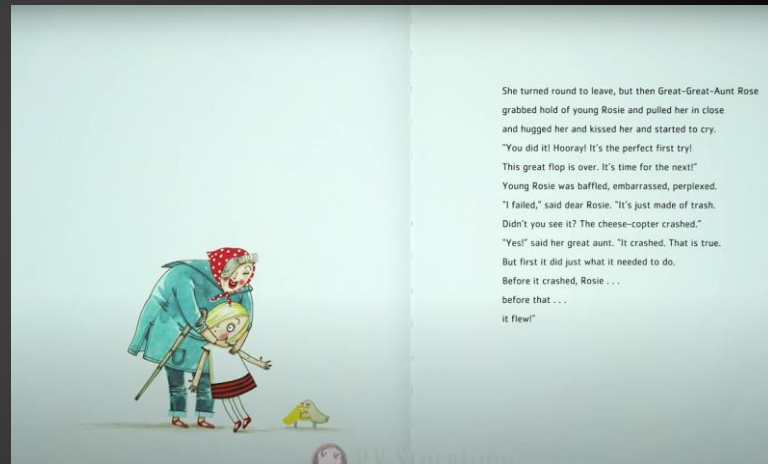 She turned round to leave, but then Great-Great-Aunt Rose
grabbed hold of young Rosie and pulled her in close
and hugged her and kissed her and started to cry.
"You did it! Hooray! It's the perfect first try!
This great flop is over. It's time for the next!"
Young Rosie was baffled, embarrassed, perplexed.
"I failed," said dear Rosie. "It's just made of trash.
Didn't you see it? The cheese-copter crashed."
"Yes!" said her great aunt. "It crashed. That is true.
But first it did just what it needed to do.
Before it crashed, Rosie . . .
before that . . .
it flew!"